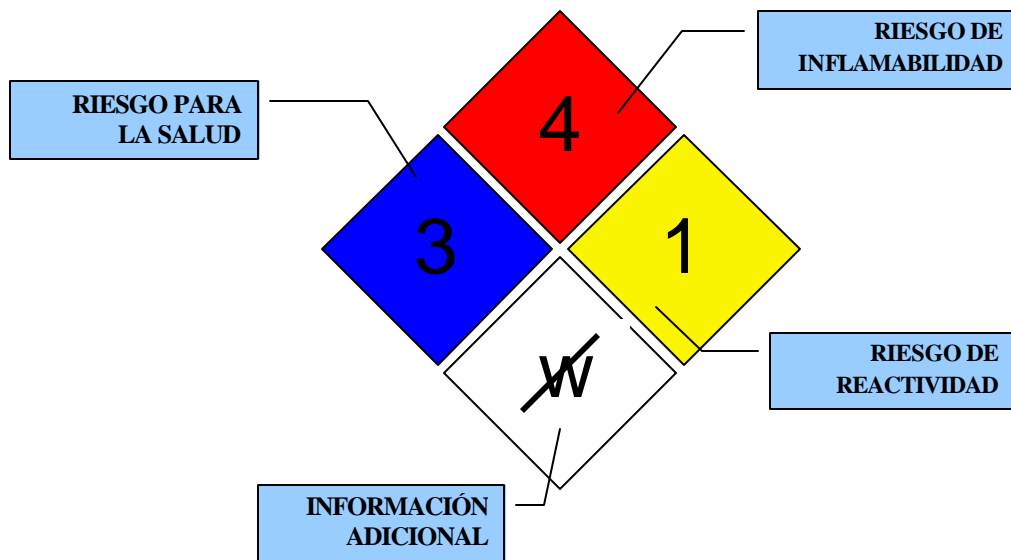 RIESGO DE
INFLAMABILIDAD
RIESGO PARA
LA SALUD
4
3
1
W
RIESGO DE
REACTIVIDAD
INFORMACIÓN
ADICIONAL